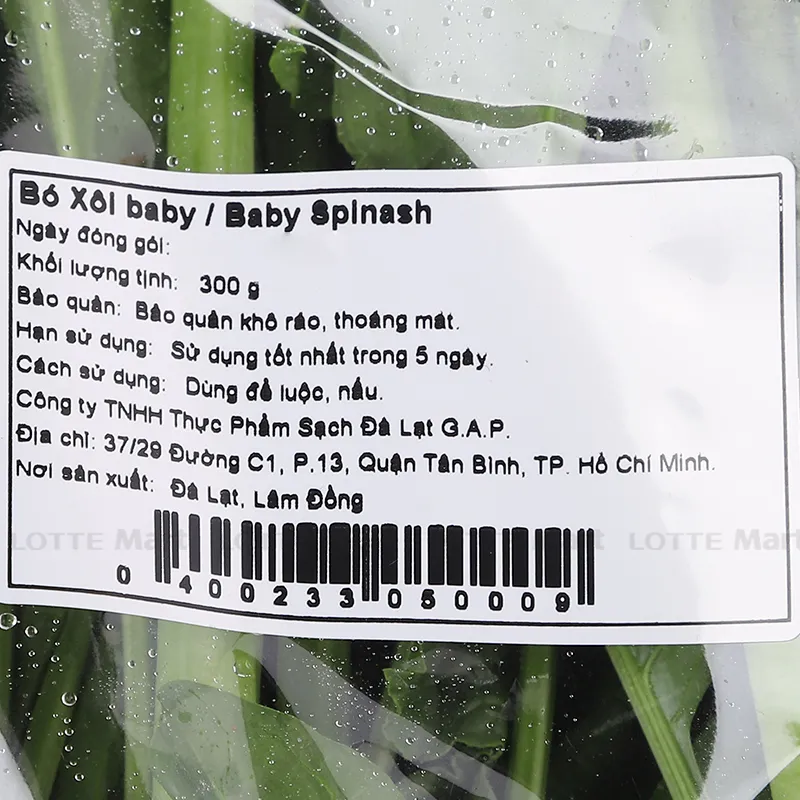 Bó Xôi baby / Baby Spinash
Ngày đóng gói:
Khối lượng tịnh: 300 g
Bảo quản: Bảo quản khô ráo, thoáng mát.
Hạn sử dụng: Sử dụng tốt nhất trong 5 ngày.
Cách sử dụng: Dùng để luộc, nấu.
Công ty TNHH Thực Phẩm Sạch Đà Lạt G.A.P.
Địa chỉ: 37/29 Đường C1, P.13, Quận Tân Bình, TP. Hồ Chí Minh.
Nơi sản xuất: Đà Lạt, Lâm Đồng
LOTTE Mart LOTTE Mart
0 400233 050009